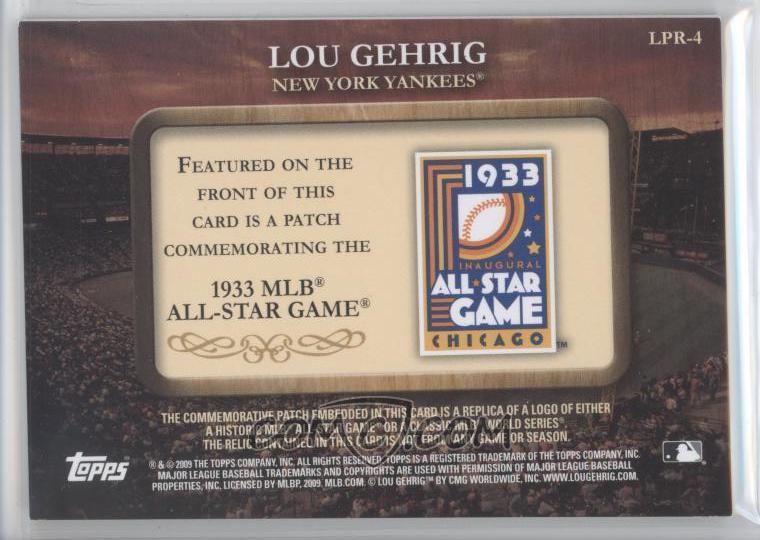 LOU GEHRIG
LPR-4
NEW YORK YANKEES®
FEATURED ON THE
FRONT OF THIS
CARD IS A PATCH
COMMEMORATING THE
1933 MLB®
ALL-STAR GAME®
1933
INAUGURAL
ALL·STAR
GAME
CHICAGO
TM
THE COMMEMORATIVE PATCH EMBEDDED IN THIS CARD IS A REPLICA OF A LOGO OF EITHER
A HISTORIC MLB® ALL-STAR GAME® OR A CLASSIC MLB® WORLD SERIES®.
THE RELIC CONTAINED IN THIS CARD IS NOT FROM ANY GAME OR SEASON.
TOPPS®
® & © 2009 THE TOPPS COMPANY, INC. ALL RIGHTS RESERVED. TOPPS IS A REGISTERED TRADEMARK OF THE TOPPS COMPANY, INC.
MAJOR LEAGUE BASEBALL TRADEMARKS AND COPYRIGHTS ARE USED WITH PERMISSION OF MAJOR LEAGUE BASEBALL
PROPERTIES, INC. LICENSED BY MLBP, 2009. MLB.COM. © LOU GEHRIG™ BY CMG WORLDWIDE, INC. WWW.LOUGEHRIG.COM.